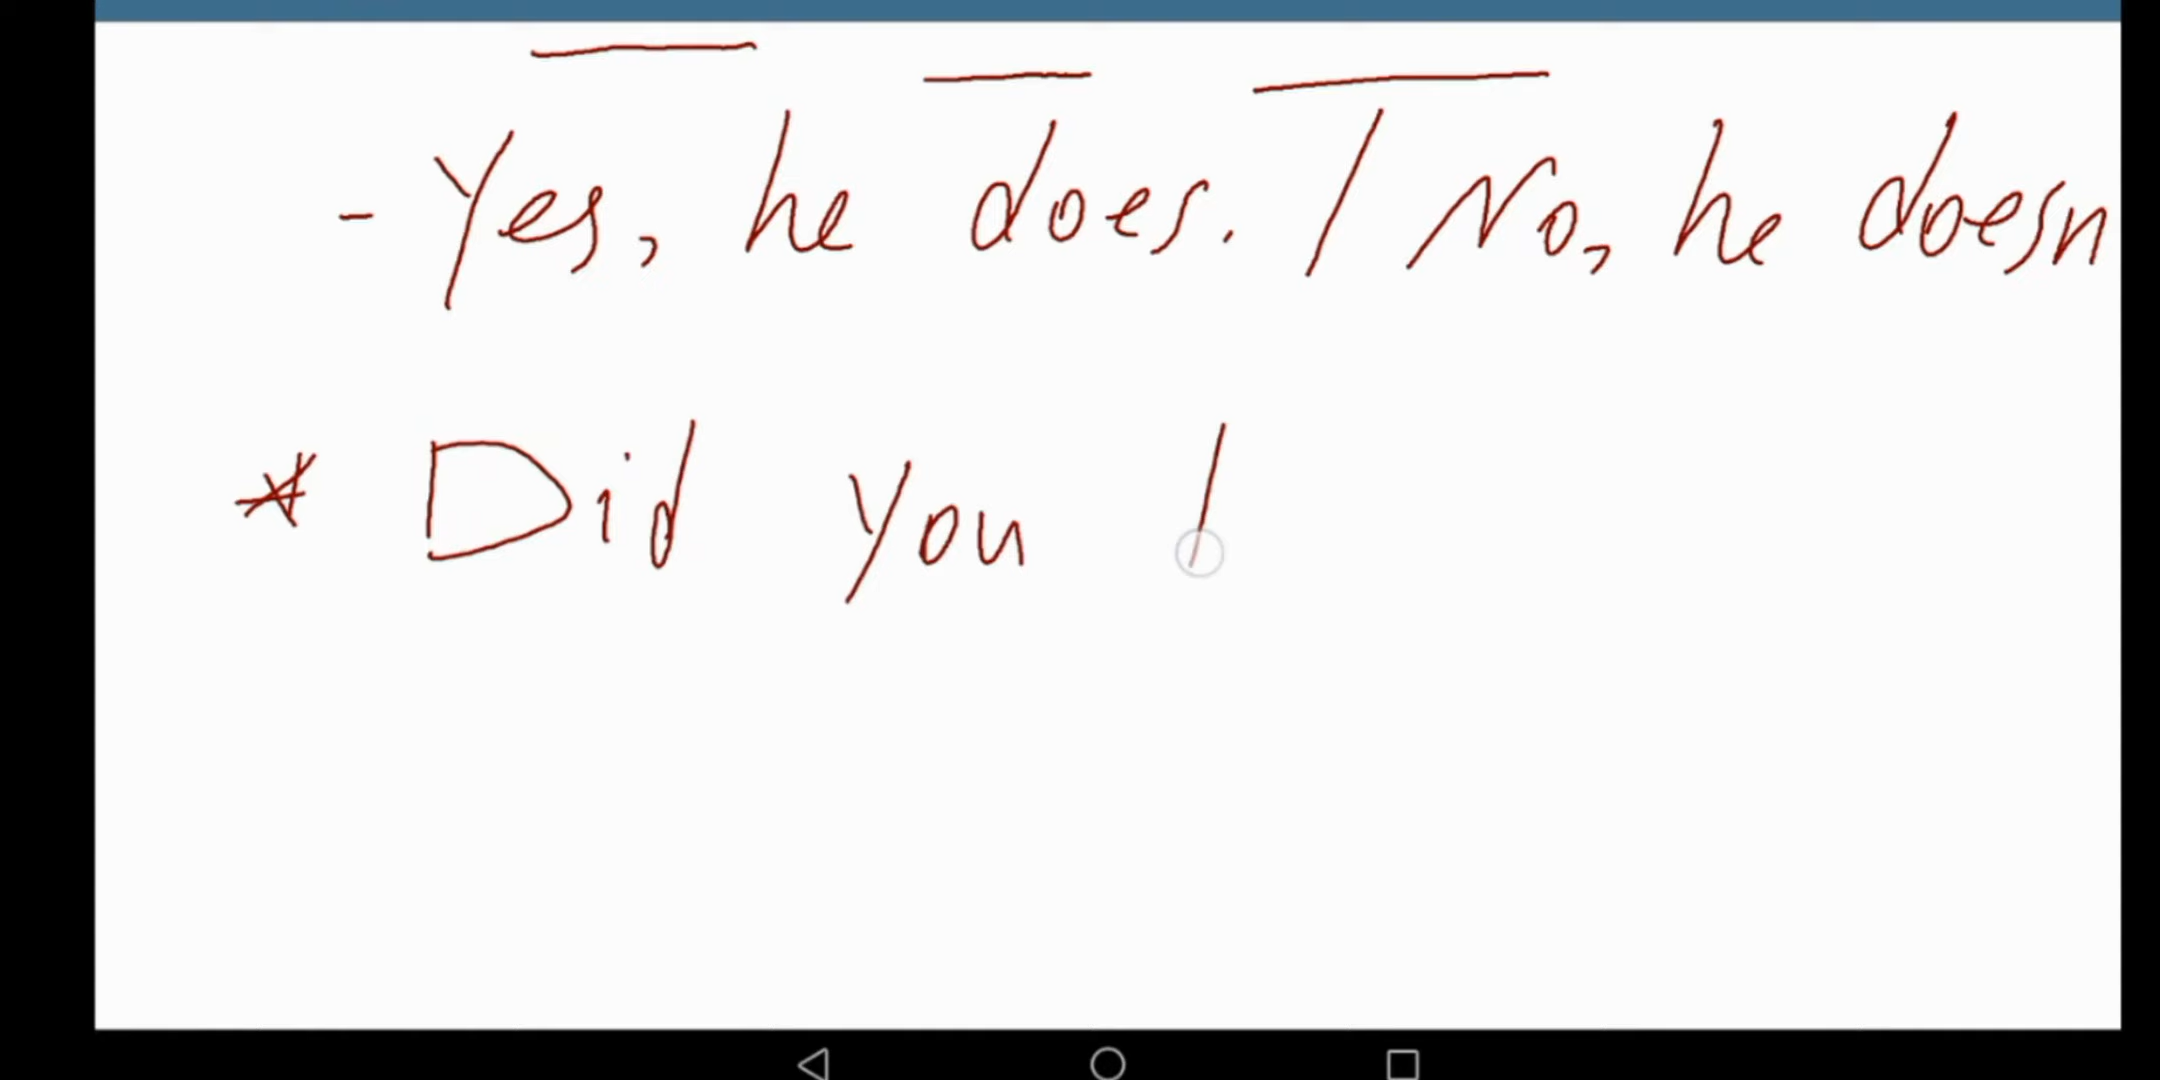 - Yes, he does. / No, he doesn
* Did you